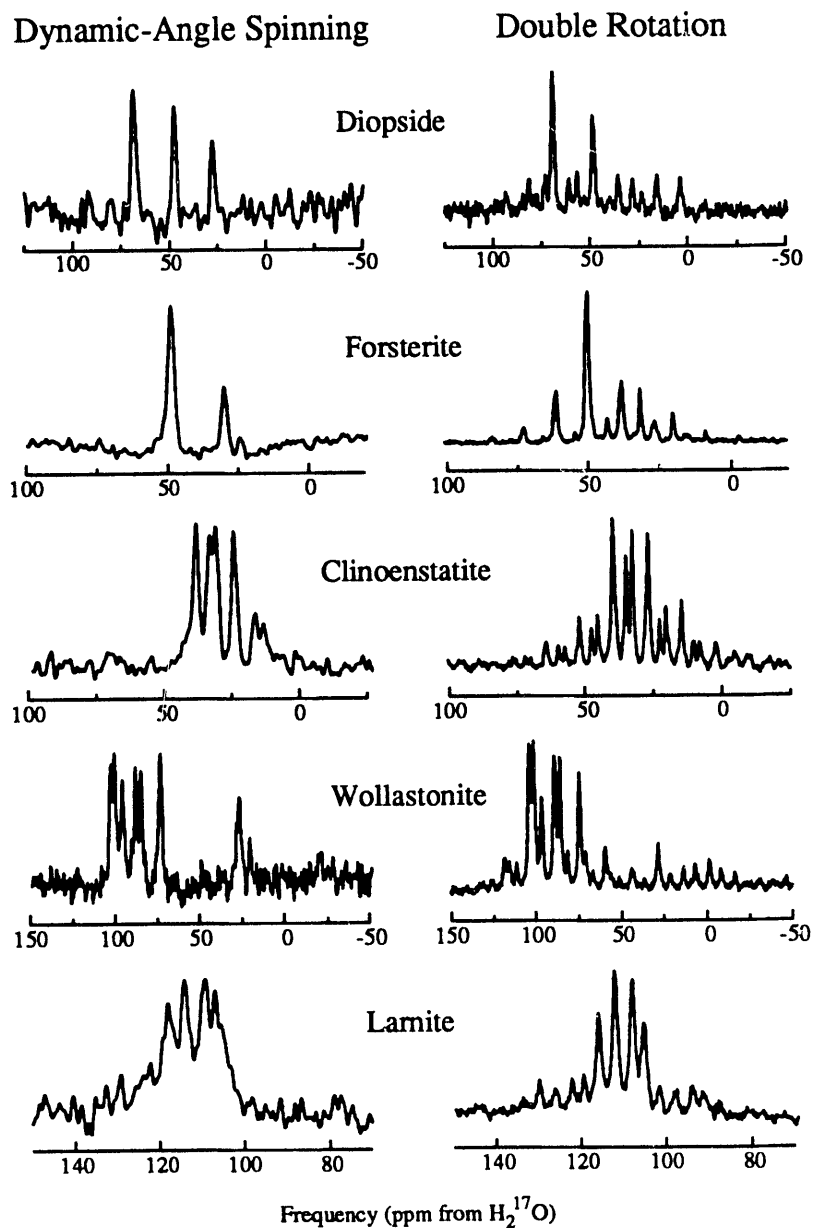 Dynamic-Angle Spinning Double Rotation
Diopside
100 50 0 -50 100 50 0 -50
Forsterite
100 50 0 100 50 0
Clinoenstatite
100 50 0 100 50 0
Wollastonite
150 100 50 0 -50 150 100 50 0 -50
Larnite
140 120 100 80 140 120 100 80
Frequency (ppm from H₂¹⁷O)